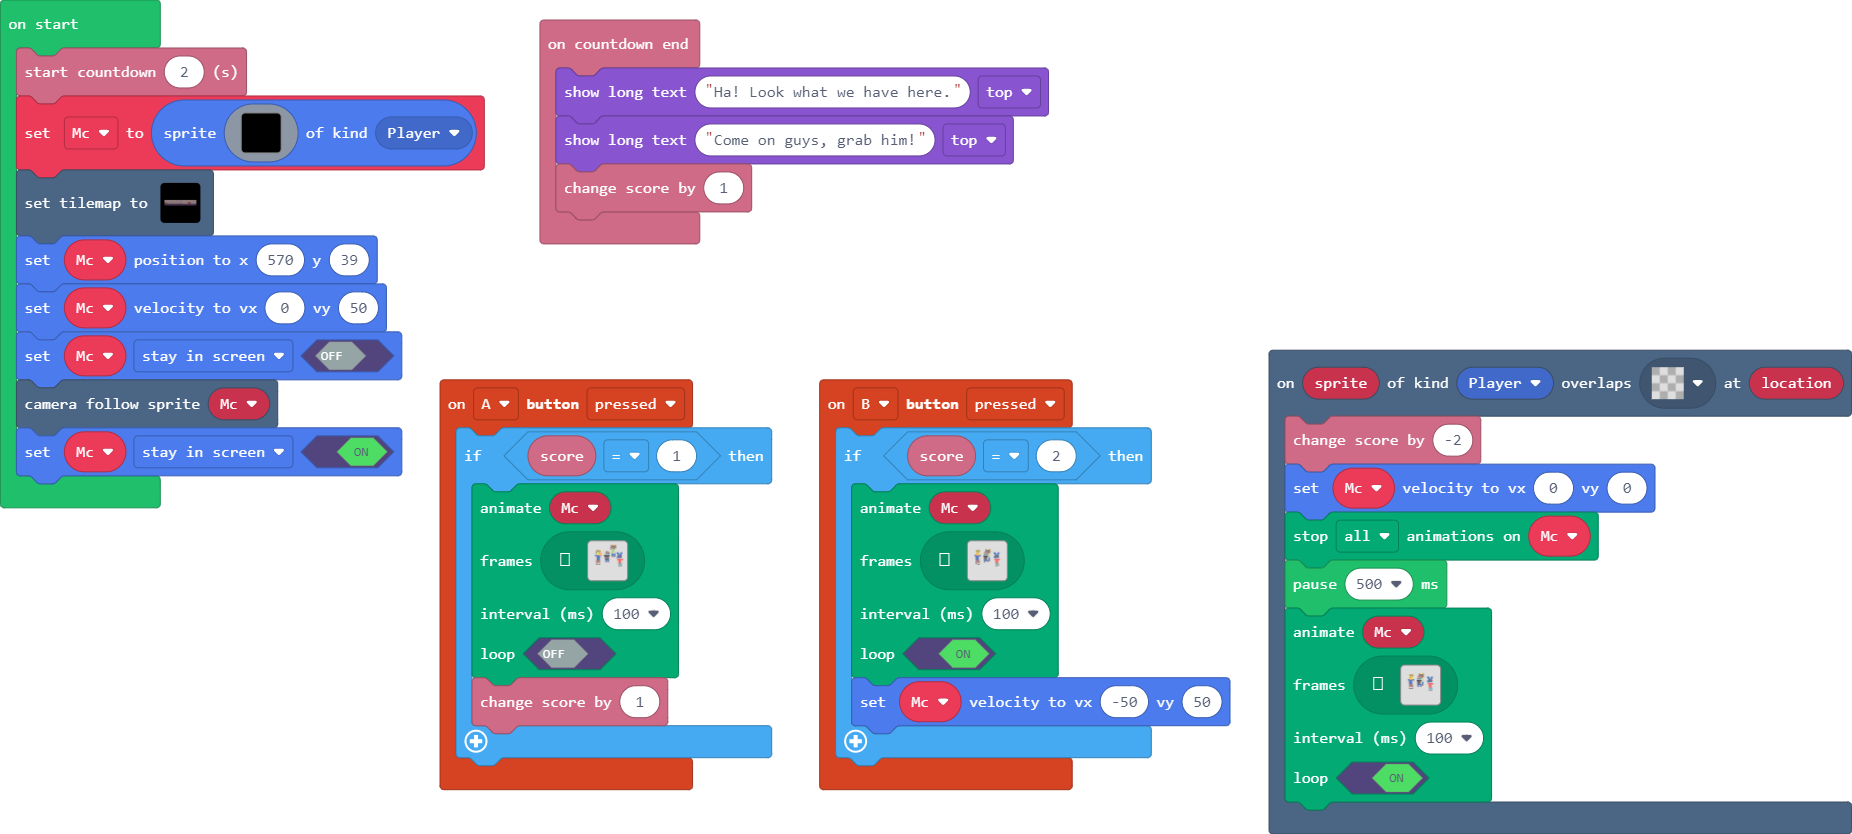 on start
start countdown 2 (s)
set Mc to sprite of kind Player
set tilemap to
set Mc position to x 570 y 39
set Mc velocity to vx 0 vy 50
set Mc stay in screen OFF
camera follow sprite Mc
set Mc stay in screen ON
on countdown end
show long text "Ha! Look what we have here." top
show long text "Come on guys, grab him!" top
change score by 1
on A button pressed
if score = 1 then
animate Mc
frames
interval (ms) 100
loop OFF
change score by 1
on B button pressed
if score = 2 then
animate Mc
frames
interval (ms) 100
loop ON
set Mc velocity to vx -50 vy 50
on sprite of kind Player overlaps at location
change score by -2
set Mc velocity to vx 0 vy 0
stop all animations on Mc
pause 500 ms
animate Mc
frames
interval (ms) 100
loop ON